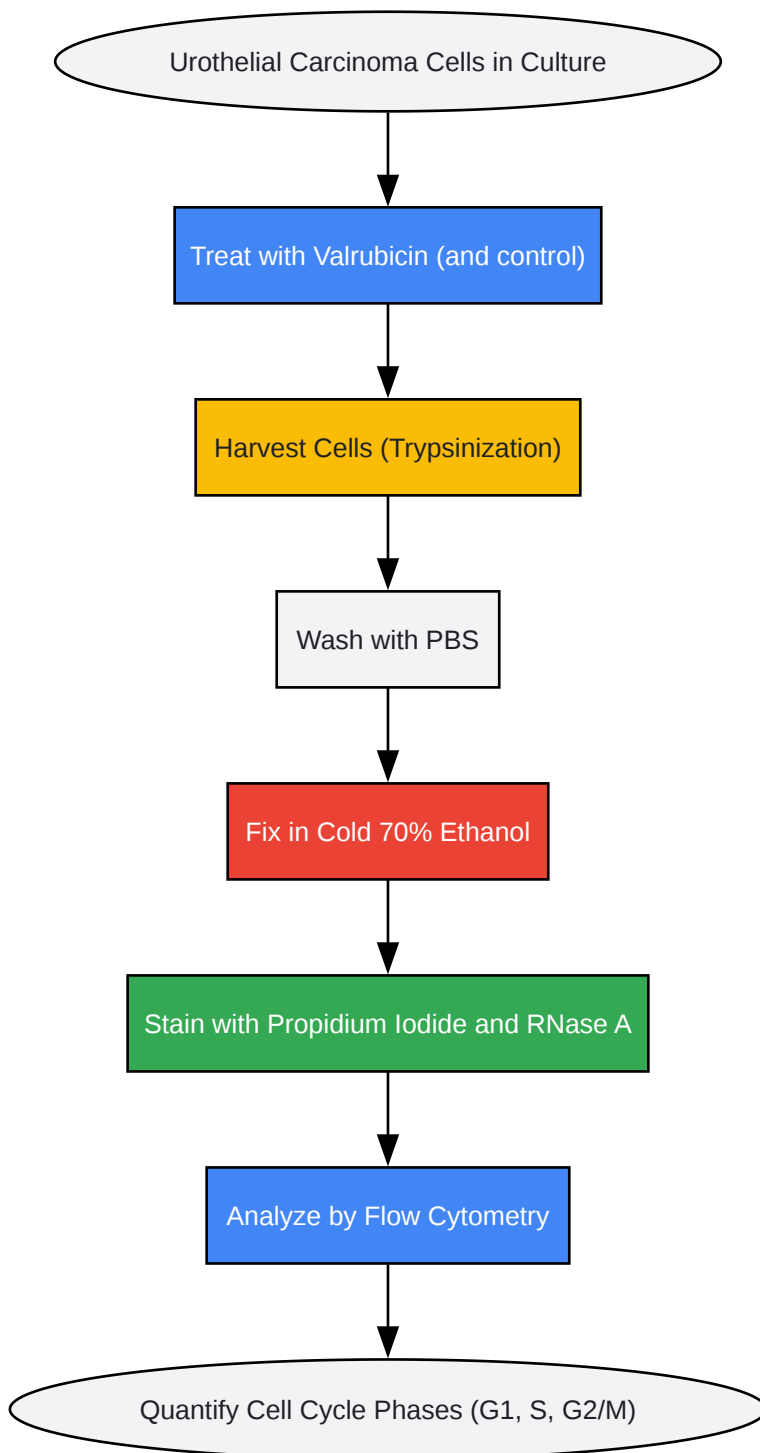 Urothelial Carcinoma Cells in Culture
Treat with Valrubicin (and control)
Harvest Cells (Trypsinization)
Wash with PBS
Fix in Cold 70% Ethanol
Stain with Propidium Iodide and RNase A
Analyze by Flow Cytometry
Quantify Cell Cycle Phases (G1, S, G2/M)